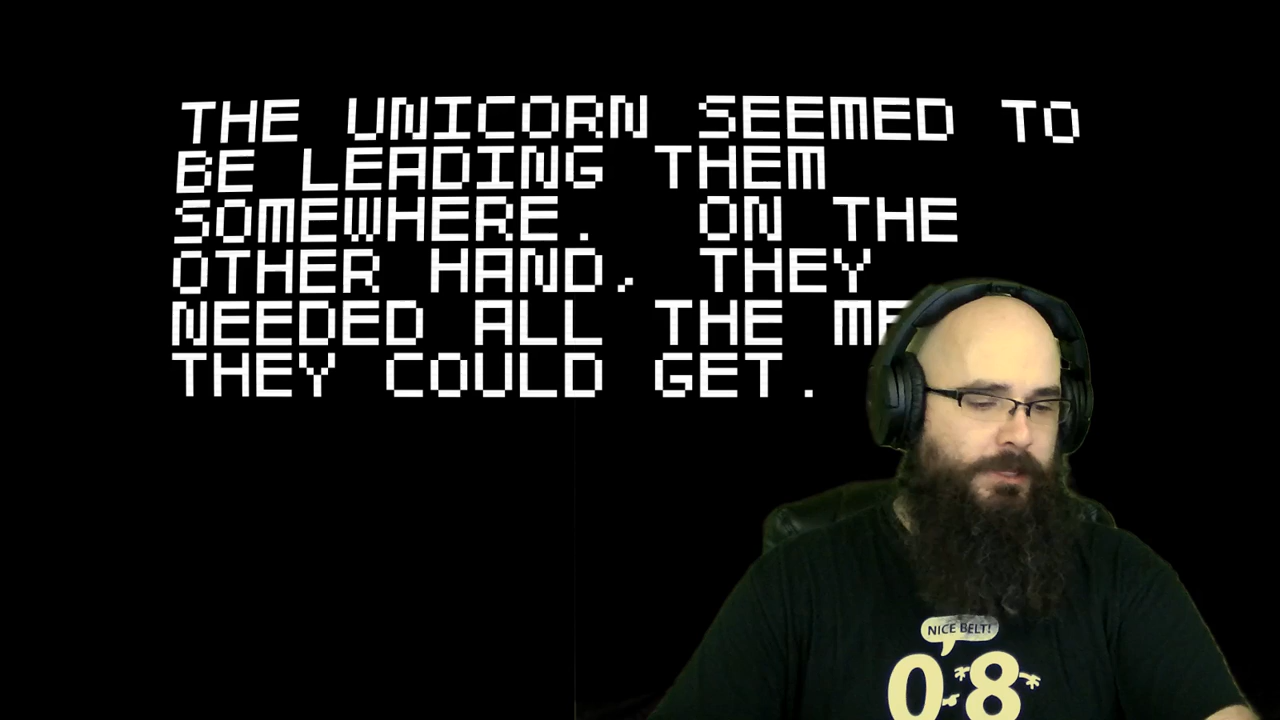 THE UNICORN SEEMED TO
BE LEADING THEM
SOMEWHERE. ON THE
OTHER HAND, THEY
NEEDED ALL THE
THEY COULD GET.
NICE BELT!
0 8